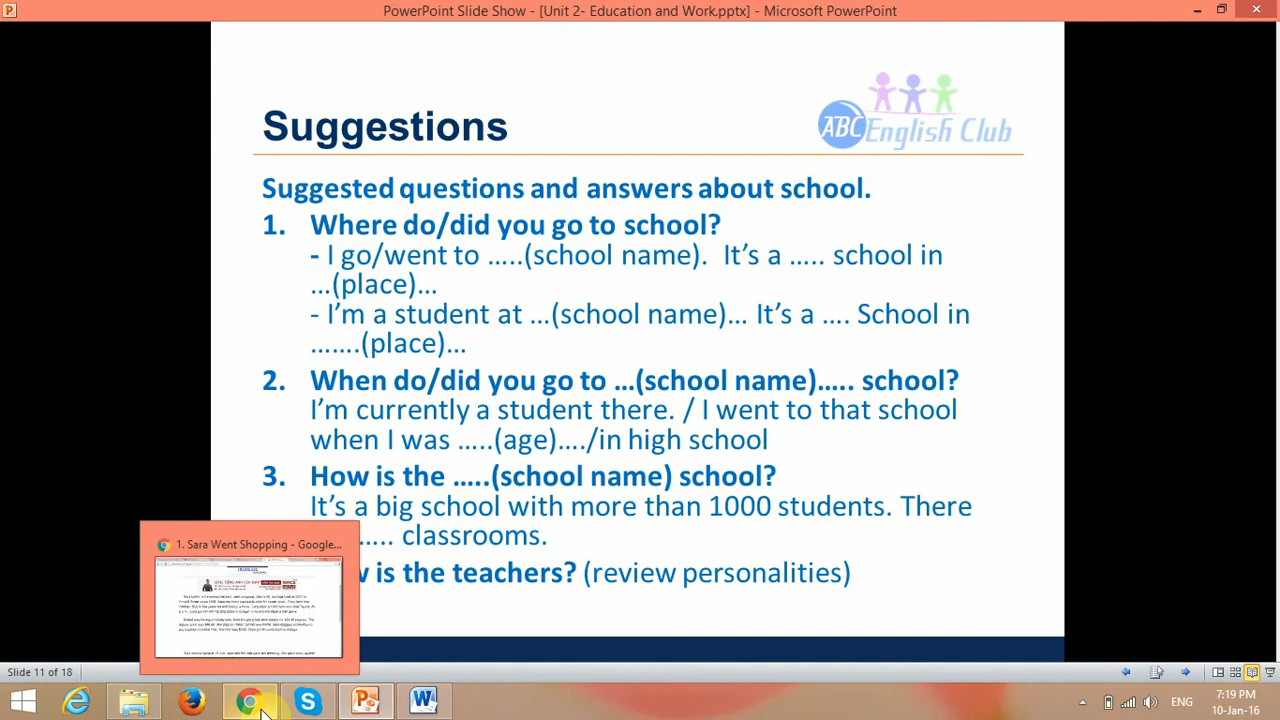 PowerPoint Slide Show - [Unit 2- Education and Work.pptx] - Microsoft PowerPoint
ABC English Club
Suggestions
Suggested questions and answers about school.
1. Where do/did you go to school?
- I go/went to …..(school name). It’s a ….. school in
…(place)…
- I’m a student at …(school name)… It’s a …. School in
…….(place)…
2. When do/did you go to …(school name)….. school?
I’m currently a student there. / I went to that school
when I was …..(age)…./in high school
3. How is the …..(school name) school?
It’s a big school with more than 1000 students. There
….. classrooms.
is the teachers? (review personalities)
1. Sara Went Shopping - Google...
Slide 11 of 18
ENG
7:19 PM
10-Jan-16